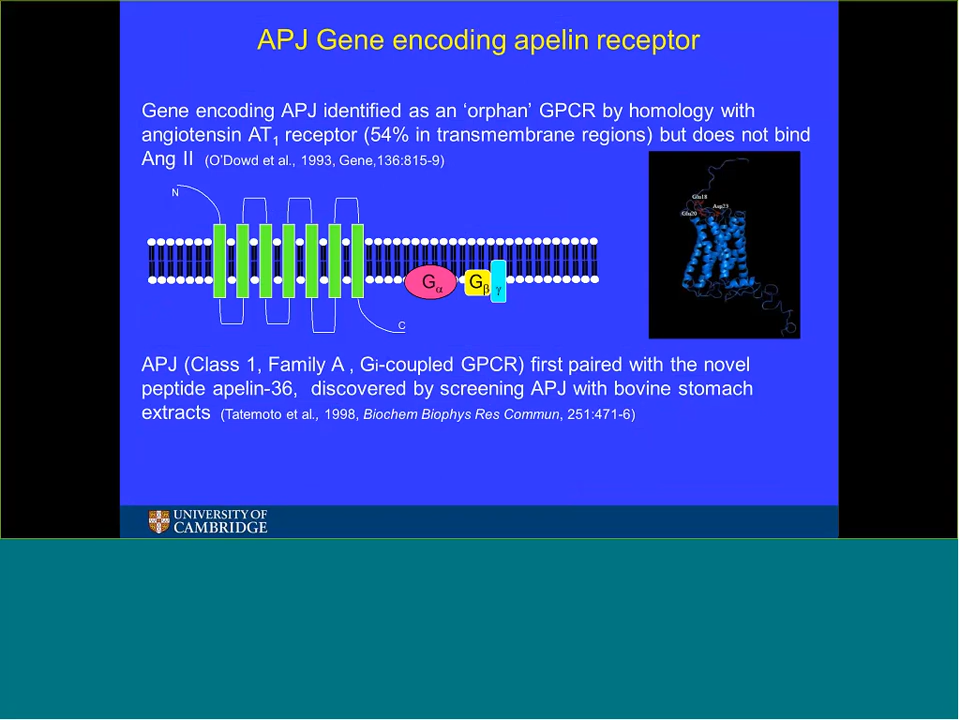 APJ Gene encoding apelin receptor
Gene encoding APJ identified as an ‘orphan’ GPCR by homology with
angiotensin AT1 receptor (54% in transmembrane regions) but does not bind
Ang II (O’Dowd et al., 1993, Gene,136:815-9)
N
Glu18
Glu20
Asp23
Gα
Gβ
γ
C
APJ (Class 1, Family A , Gi-coupled GPCR) first paired with the novel
peptide apelin-36, discovered by screening APJ with bovine stomach
extracts (Tatemoto et al., 1998, Biochem Biophys Res Commun, 251:471-6)
UNIVERSITY OF
CAMBRIDGE